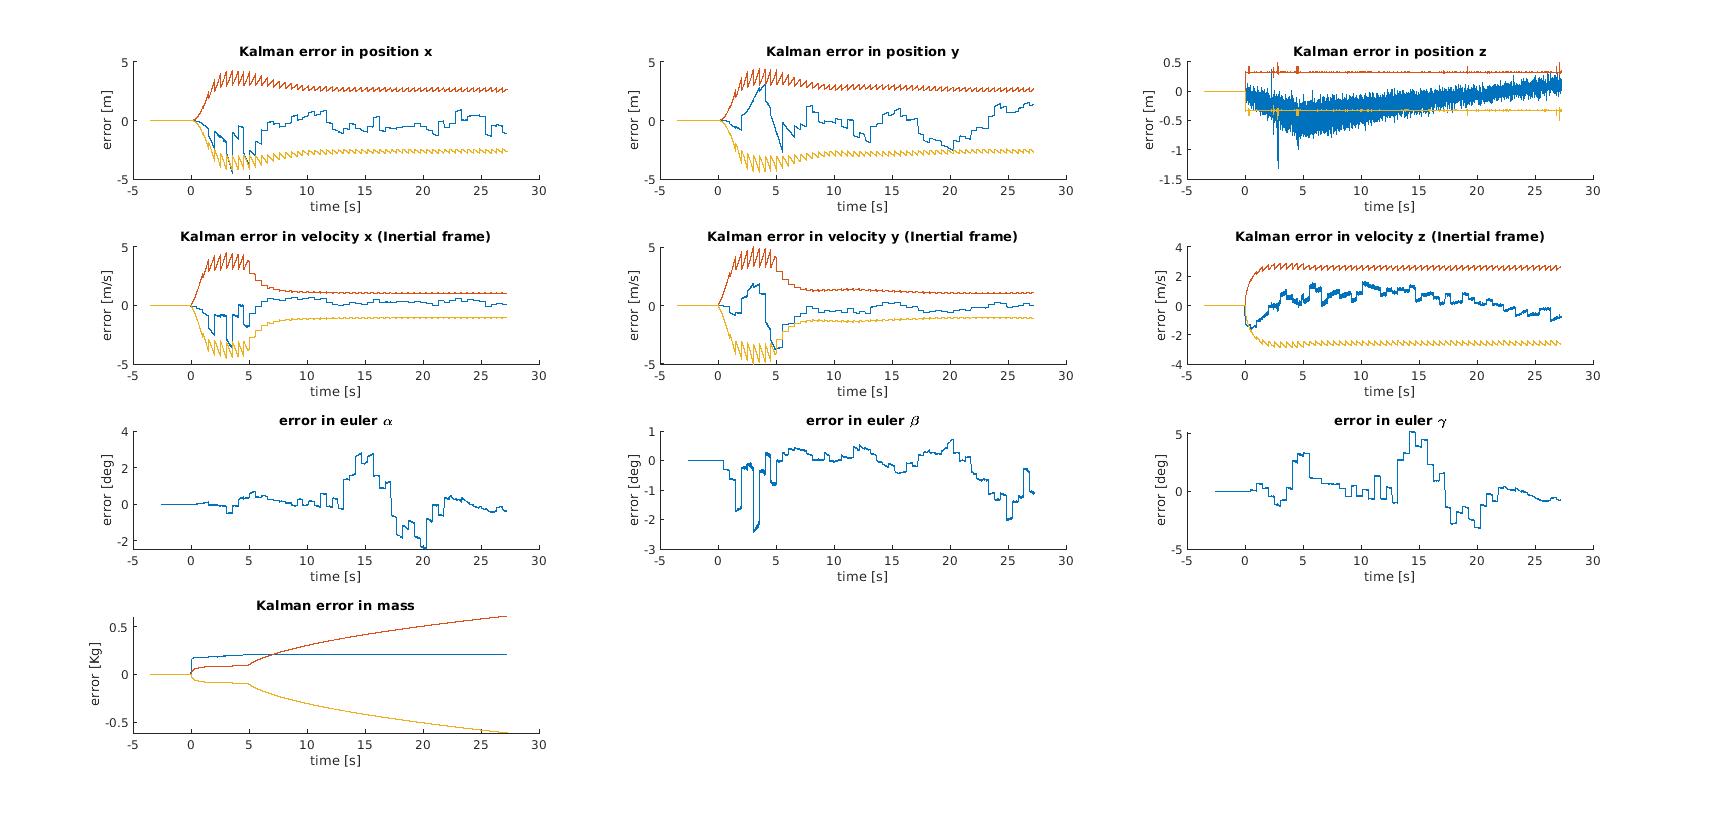 Kalman error in position x
5
0
-5
error [m]
-5 0 5 10 15 20 25 30
time [s]
Kalman error in position y
5
0
-5
error [m]
-5 0 5 10 15 20 25 30
time [s]
Kalman error in position z
0.5
0
-0.5
-1
-1.5
error [m]
-5 0 5 10 15 20 25 30
time [s]
Kalman error in velocity x (Inertial frame)
5
0
-5
error [m/s]
-5 0 5 10 15 20 25 30
time [s]
Kalman error in velocity y (Inertial frame)
5
0
-5
error [m/s]
-5 0 5 10 15 20 25 30
time [s]
Kalman error in velocity z (Inertial frame)
4
2
0
-2
-4
error [m/s]
-5 0 5 10 15 20 25 30
time [s]
error in euler α
4
2
0
-2
error [deg]
-5 0 5 10 15 20 25 30
time [s]
error in euler β
1
0
-1
-2
-3
error [deg]
-5 0 5 10 15 20 25 30
time [s]
error in euler γ
5
0
-5
error [deg]
-5 0 5 10 15 20 25 30
time [s]
Kalman error in mass
0.5
0
-0.5
error [Kg]
-5 0 5 10 15 20 25 30
time [s]